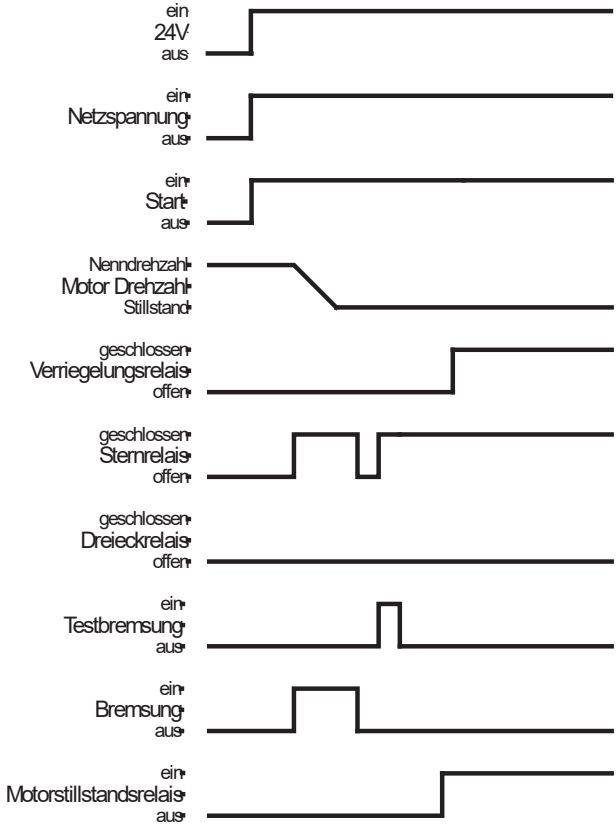 ein
24V
aus
ein
Netzspannung
aus
ein
Start
aus
Nenndrehzahl
Motor Drehzahl
Stillstand
geschlossen
Verriegelungsrelais
offen
geschlossen
Sternrelais
offen
geschlossen
Dreieckrelais
offen
ein
Testbremsung
aus
ein
Bremsung
aus
ein
Motorstillstandsrelais
aus